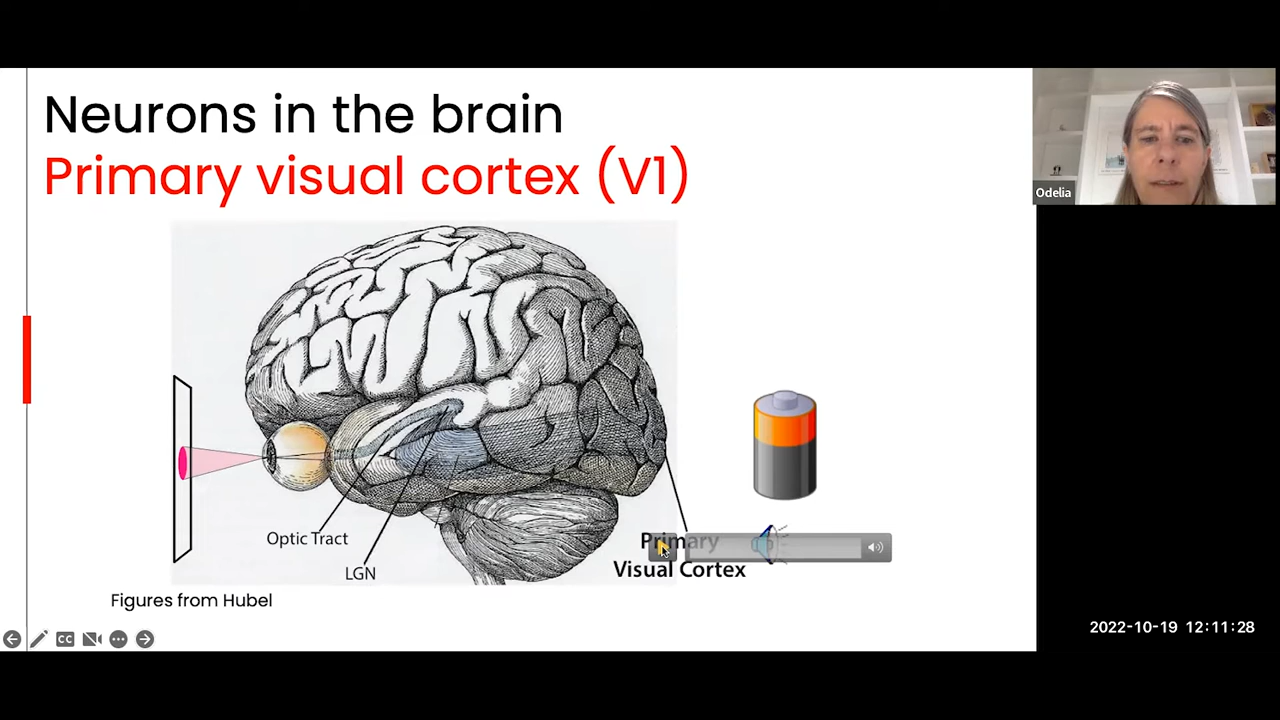 Neurons in the brain
Primary visual cortex (V1)
Odelia
Optic Tract
LGN
Primary
Visual Cortex
Figures from Hubel
CC
2022-10-19 12:11:28